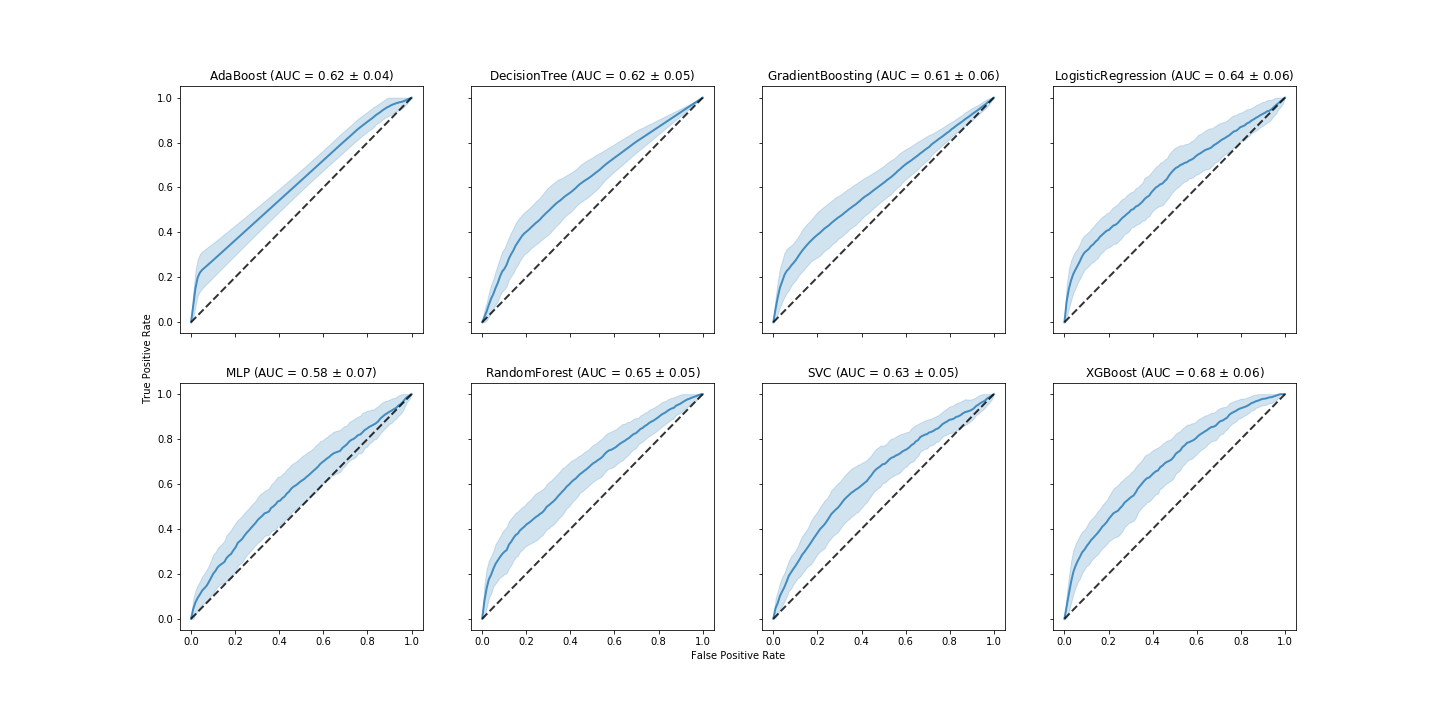 AdaBoost (AUC = 0.62 ± 0.04)
DecisionTree (AUC = 0.62 ± 0.05)
GradientBoosting (AUC = 0.61 ± 0.06)
LogisticRegression (AUC = 0.64 ± 0.06)
1.0
0.8
0.6
0.4
0.2
0.0
True Positive Rate
MLP (AUC = 0.58 ± 0.07)
RandomForest (AUC = 0.65 ± 0.05)
SVC (AUC = 0.63 ± 0.05)
XGBoost (AUC = 0.68 ± 0.06)
1.0
0.8
0.6
0.4
0.2
0.0
0.0 0.2 0.4 0.6 0.8 1.0
0.0 0.2 0.4 0.6 0.8 1.0
0.0 0.2 0.4 0.6 0.8 1.0
0.0 0.2 0.4 0.6 0.8 1.0
False Positive Rate